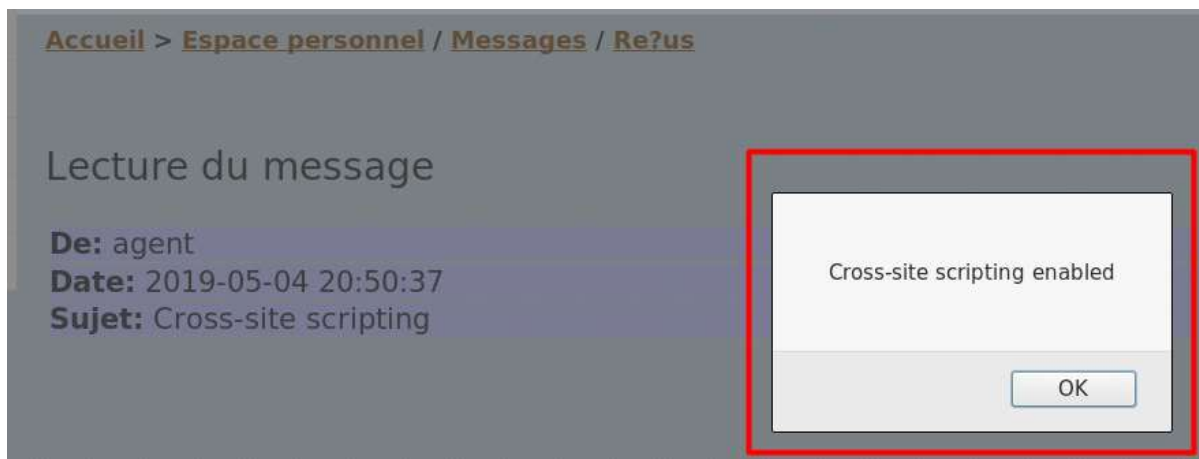 Accueil > Espace personnel / Messages / Re?us
Lecture du message
De: agent
Date: 2019-05-04 20:50:37
Sujet: Cross-site scripting
Cross-site scripting enabled
OK